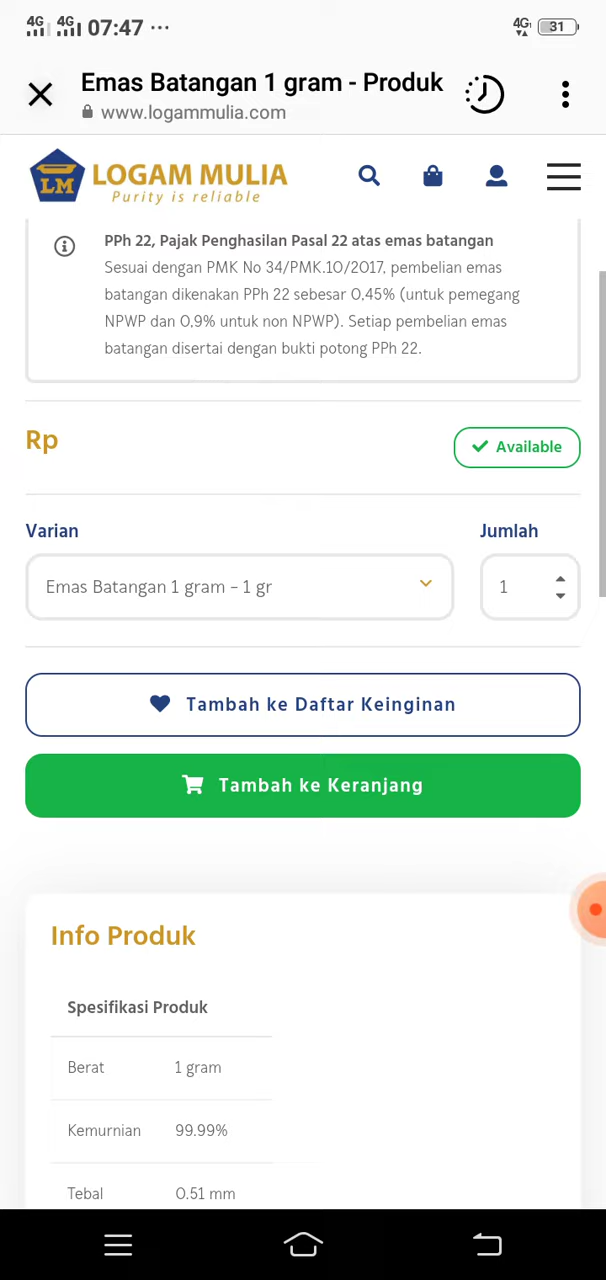 4G 4G 07:47 ··· 4G 31
Emas Batangan 1 gram - Produk
www.logammulia.com
LM LOGAM MULIA
Purity is reliable
PPh 22, Pajak Penghasilan Pasal 22 atas emas batangan
Sesuai dengan PMK No 34/PMK.10/2017, pembelian emas
batangan dikenakan PPh 22 sebesar 0,45% (untuk pemegang
NPWP dan 0,9% untuk non NPWP). Setiap pembelian emas
batangan disertai dengan bukti potong PPh 22.
Rp
Available
Varian
Jumlah
Emas Batangan 1 gram – 1 gr
1
Tambah ke Daftar Keinginan
Tambah ke Keranjang
Info Produk
Spesifikasi Produk
Berat 1 gram
Kemurnian 99.99%
Tebal 0.51 mm